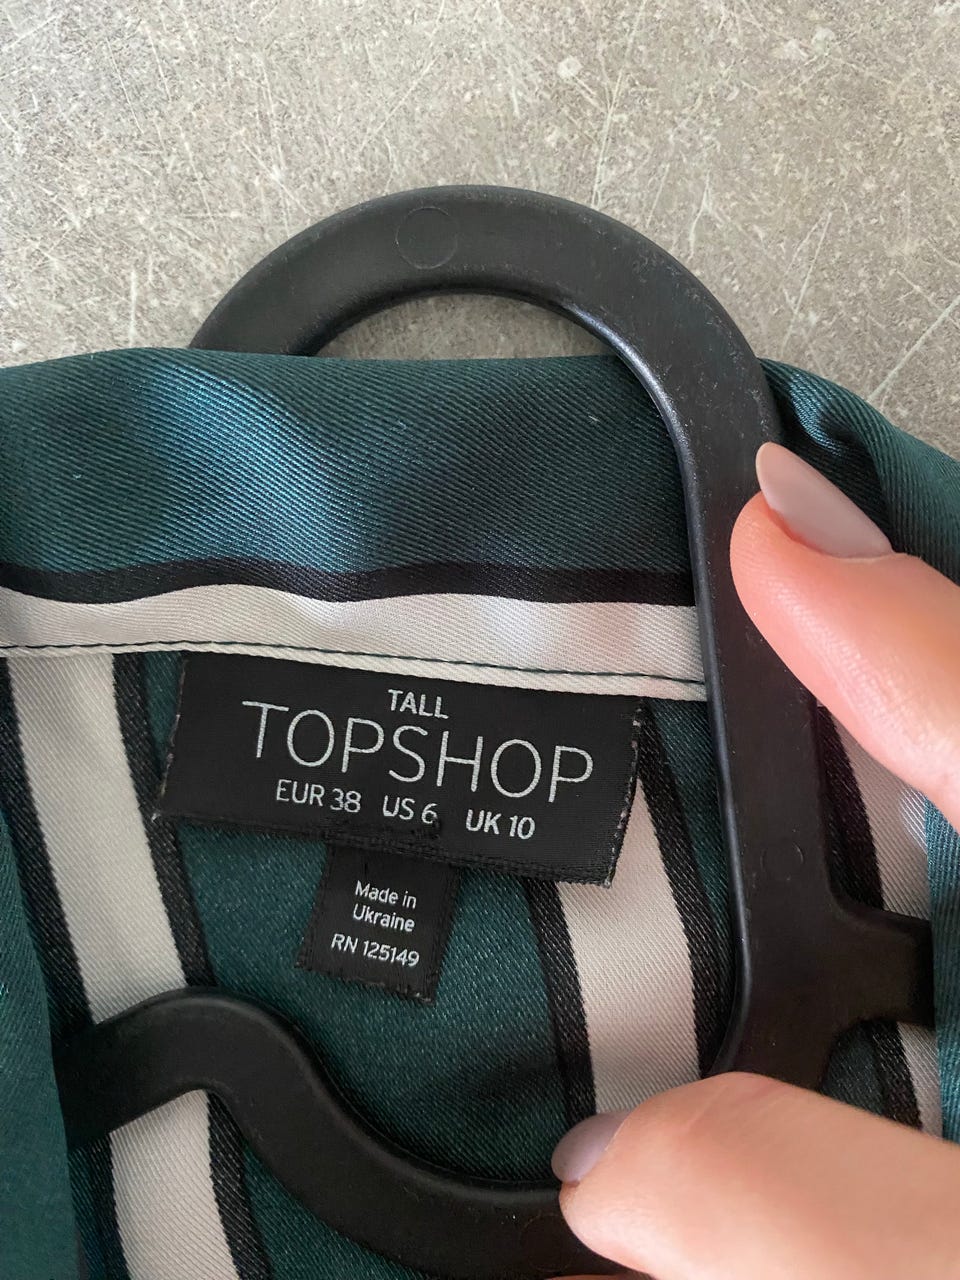 TALL
TOPSHOP
EUR 38 US 6 UK 10
Made in
Ukraine
RN 125149